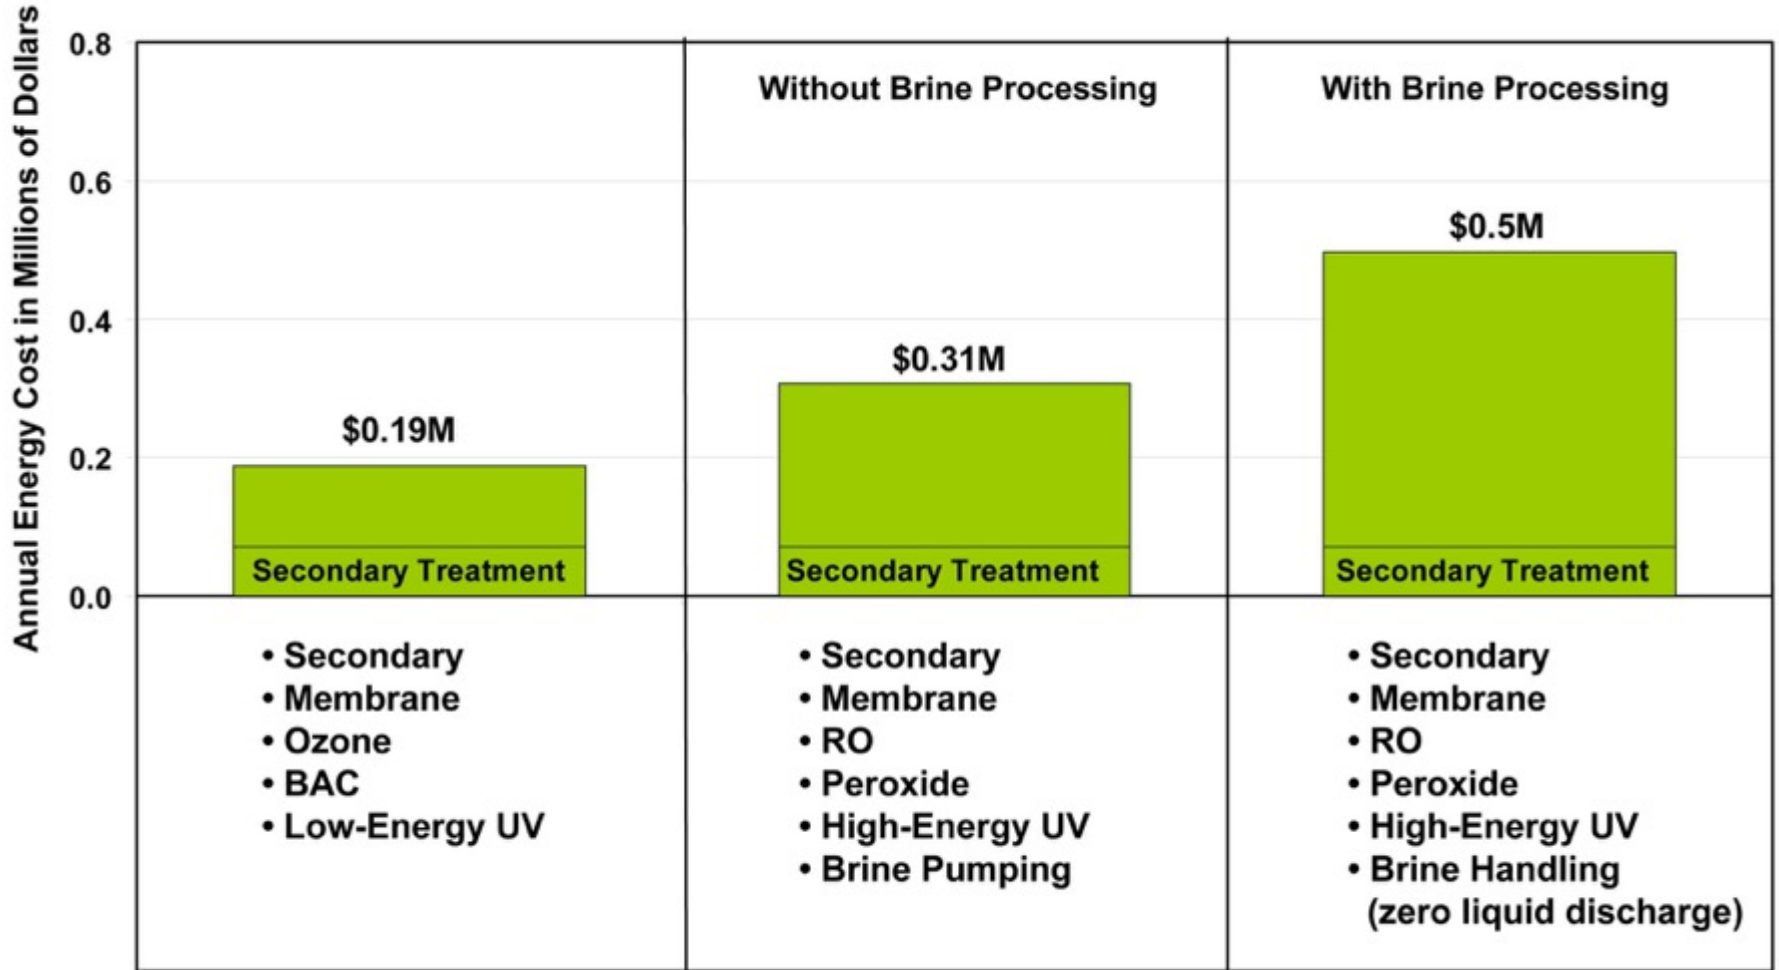 Annual Energy Cost in Millions of Dollars
0.8
0.6
0.4
0.2
0.0
$0.19M
Secondary Treatment
• Secondary
• Membrane
• Ozone
• BAC
• Low-Energy UV
Without Brine Processing
$0.31M
Secondary Treatment
• Secondary
• Membrane
• RO
• Peroxide
• High-Energy UV
• Brine Pumping
With Brine Processing
$0.5M
Secondary Treatment
• Secondary
• Membrane
• RO
• Peroxide
• High-Energy UV
• Brine Handling
(zero liquid discharge)